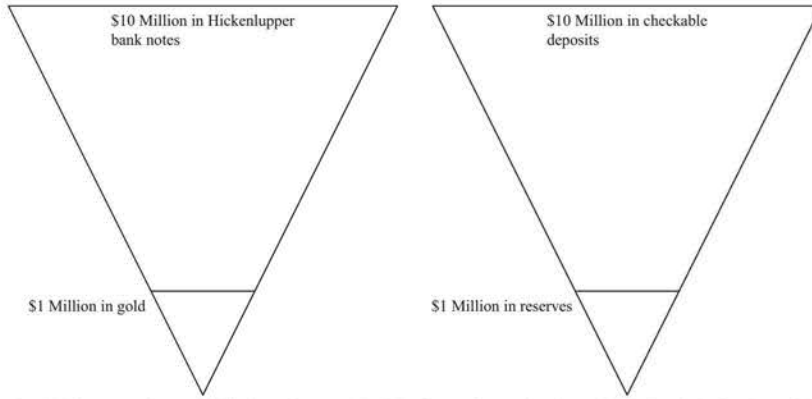 $10 Million in Hickenlupper
bank notes
$10 Million in checkable
deposits
$1 Million in gold
$1 Million in reserves